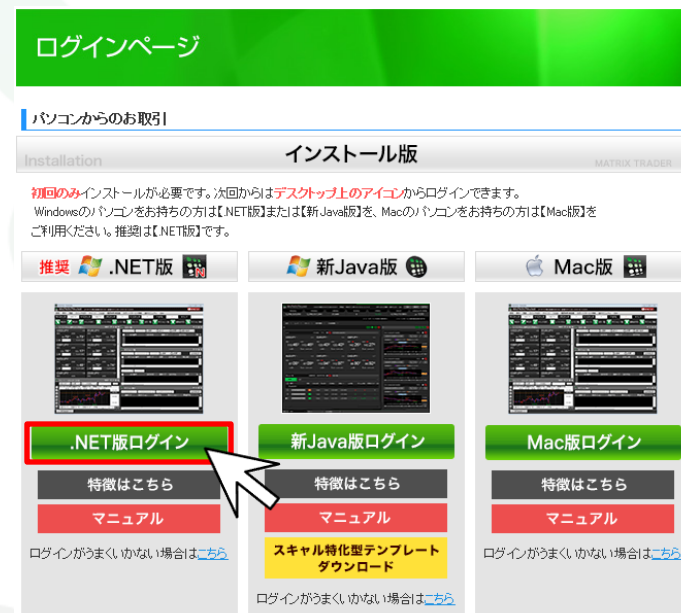 ログインページ
パソコンからのお取引
Installation
インストール版
MATRIX TRADER
初回のみインストールが必要です。次回からはデスクトップ上のアイコンからログインできます。
Windowsのパソコンをお持ちの方は【.NET版】または【新Java版】を、Macのパソコンをお持ちの方は【Mac版】を
ご利用ください。推奨は【.NET版】です。
推奨 .NET版
新Java版
Mac版
.NET版ログイン
新Java版ログイン
Mac版ログイン
特徴はこちら
特徴はこちら
特徴はこちら
マニュアル
マニュアル
マニュアル
ログインがうまくいかない場合はこちら
スキャル特化型テンプレート
ダウンロード
ログインがうまくいかない場合はこちら
ログインがうまくいかない場合はこちら